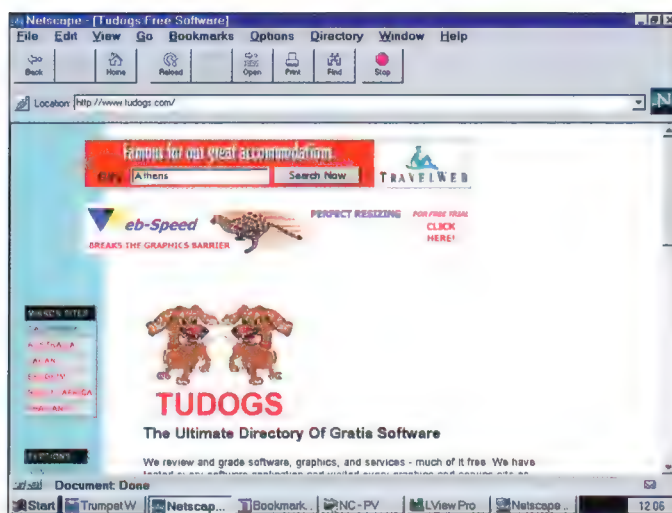 Netscape - [Tudogs Free Software]
File Edit View Go Bookmarks Options Directory Window Help
Back Home Reload Open Print Find Stop
Location: http://www.tudogs.com/
Famous for our great accommodation.
City: Athens Search Now
TRAVELWEB
eb-Speed
BREAKS THE GRAPHICS BARRIER
PERFECT RESIZING
FOR FREE TRIAL
CLICK
HERE!
MIRROR SITES
AUSTRALIA
JAPAN
TUDOGS
The Ultimate Directory Of Gratis Software
We review and grade software, graphics, and services - much of it free. We have
Document: Done
Start TrumpetW Netscap... Bookmark.. NC - PV LView Pro Netscape .. 12:06